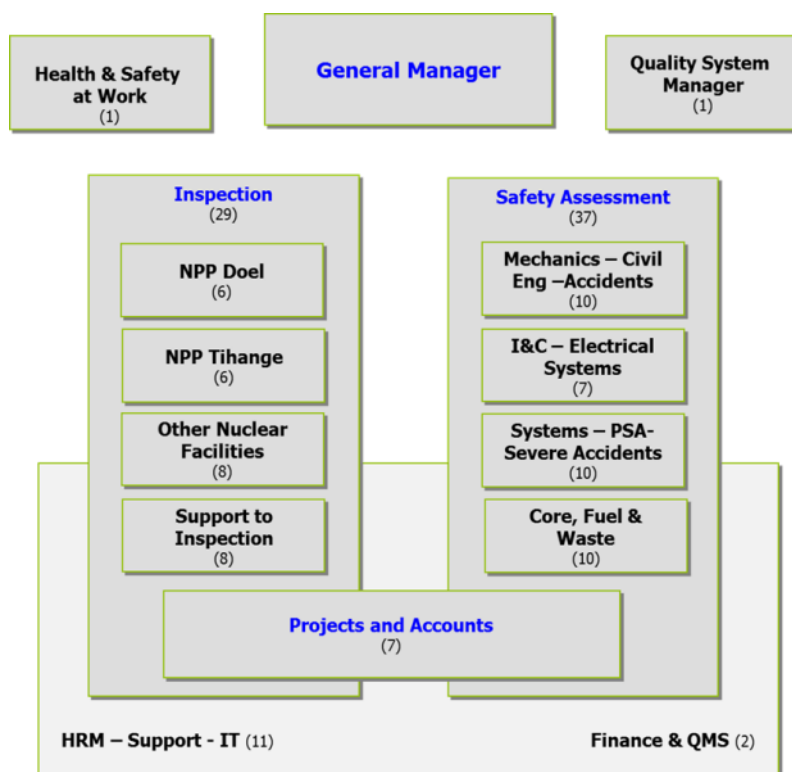 Health & Safety
at Work
(1)
General Manager
Quality System
Manager
(1)
Inspection
(29)
NPP Doel
(6)
NPP Tihange
(6)
Other Nuclear
Facilities
(8)
Support to
Inspection
(8)
Safety Assessment
(37)
Mechanics – Civil
Eng –Accidents
(10)
I&C – Electrical
Systems
(7)
Systems – PSA-
Severe Accidents
(10)
Core, Fuel &
Waste
(10)
Projects and Accounts
(7)
HRM – Support - IT (11)
Finance & QMS (2)